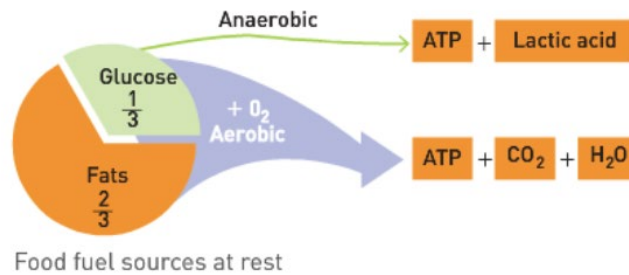 Anaerobic
ATP + Lactic acid
Glucose
1
3
+ O₂
Aerobic
ATP + CO₂ + H₂O
Fats
2
3
Food fuel sources at rest